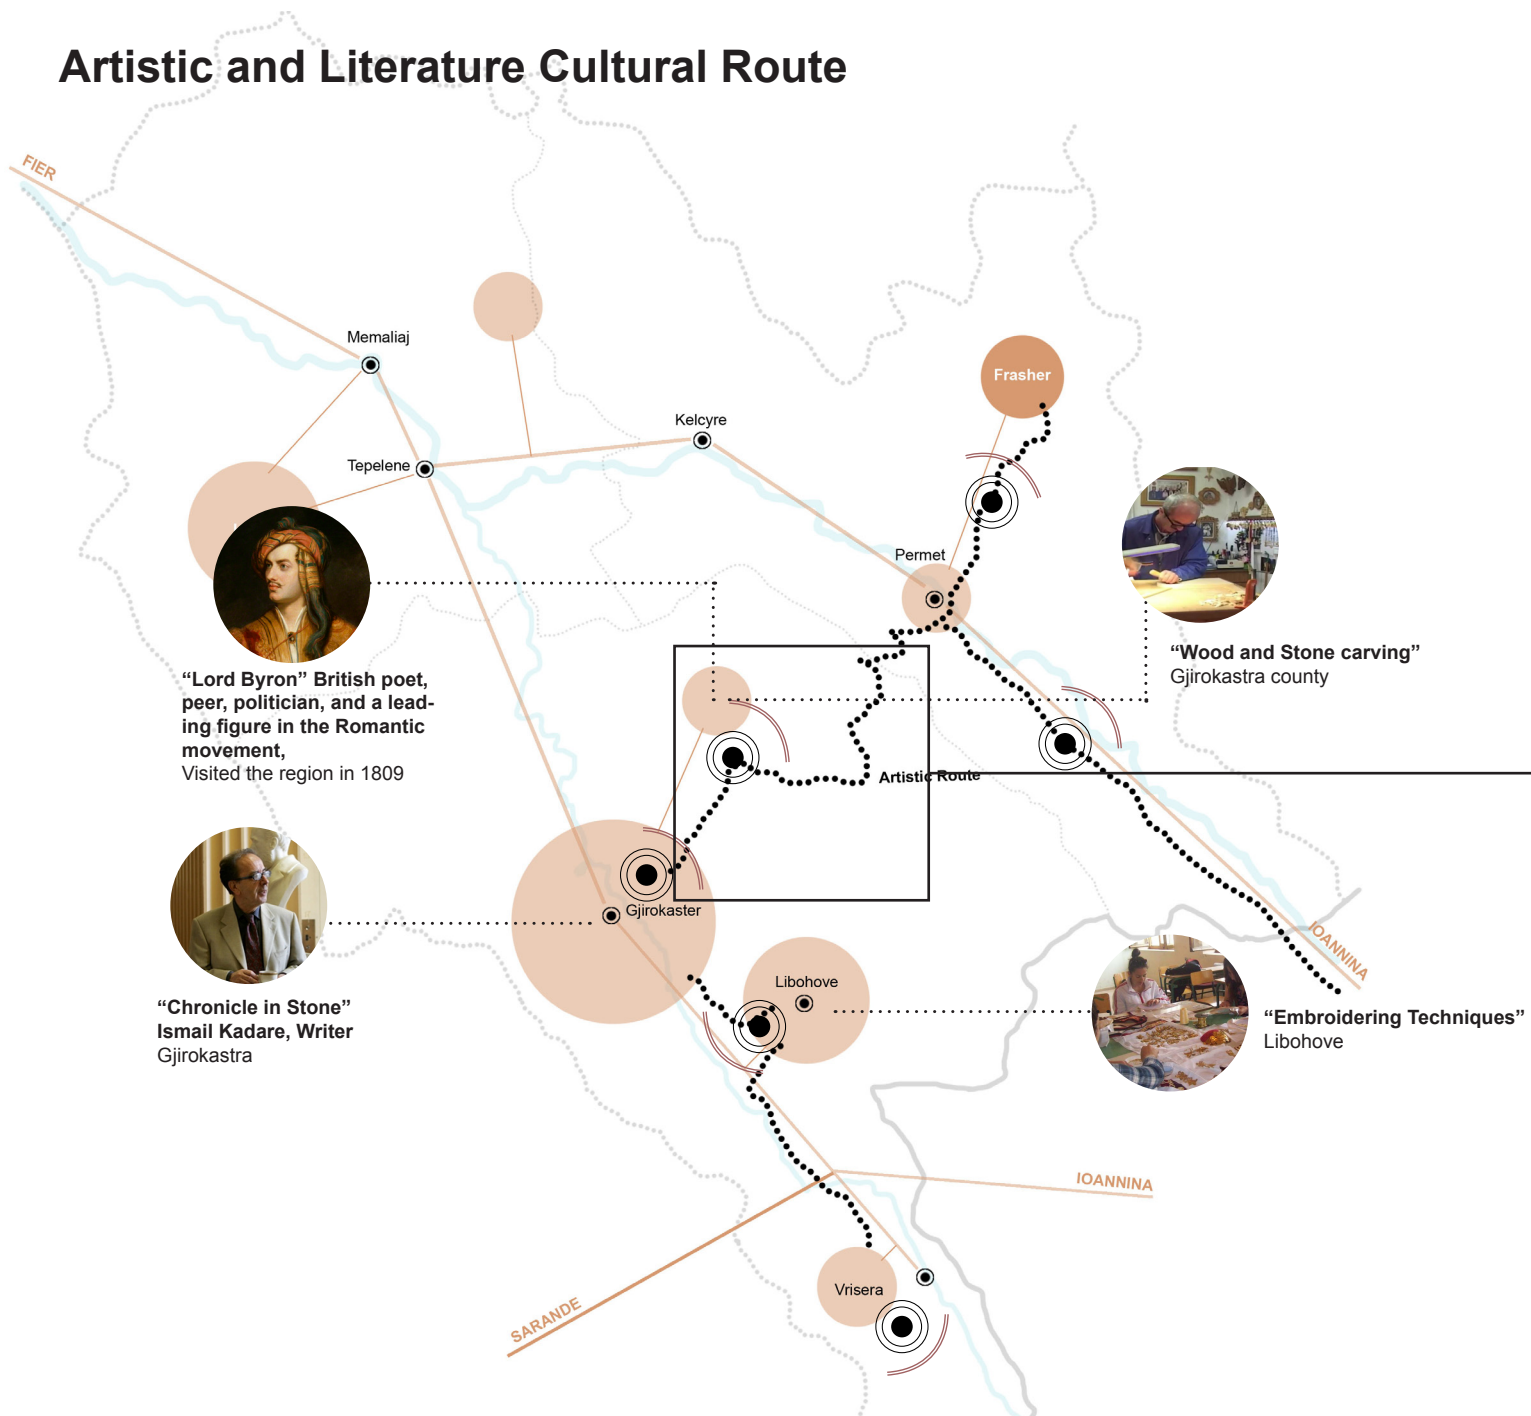 Artistic and Literature Cultural Route
FIER
Memaliaj
Frasher
Kelcyre
Tepelene
Permet
“Wood and Stone carving”
Gjirokastra county
“Lord Byron” British poet,
peer, politician, and a lead-
ing figure in the Romantic
movement,
Visited the region in 1809
Artistic Route
Gjirokaster
IOANNINA
Libohove
“Chronicle in Stone”
Ismail Kadare, Writer
Gjirokastra
“Embroidering Techniques”
Libohove
IOANNINA
Vrisera
SARANDE